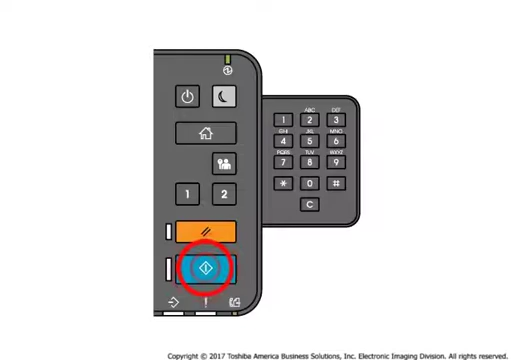 ABC DEF
1 2 3
GHI JKL MNO
4 5 6
PQRS TUV WXYZ
7 8 9
* 0 #
C
1 2
!
Copyright © 2017 Toshiba America Business Solutions, Inc. Electronic Imaging Division. All rights reserved.